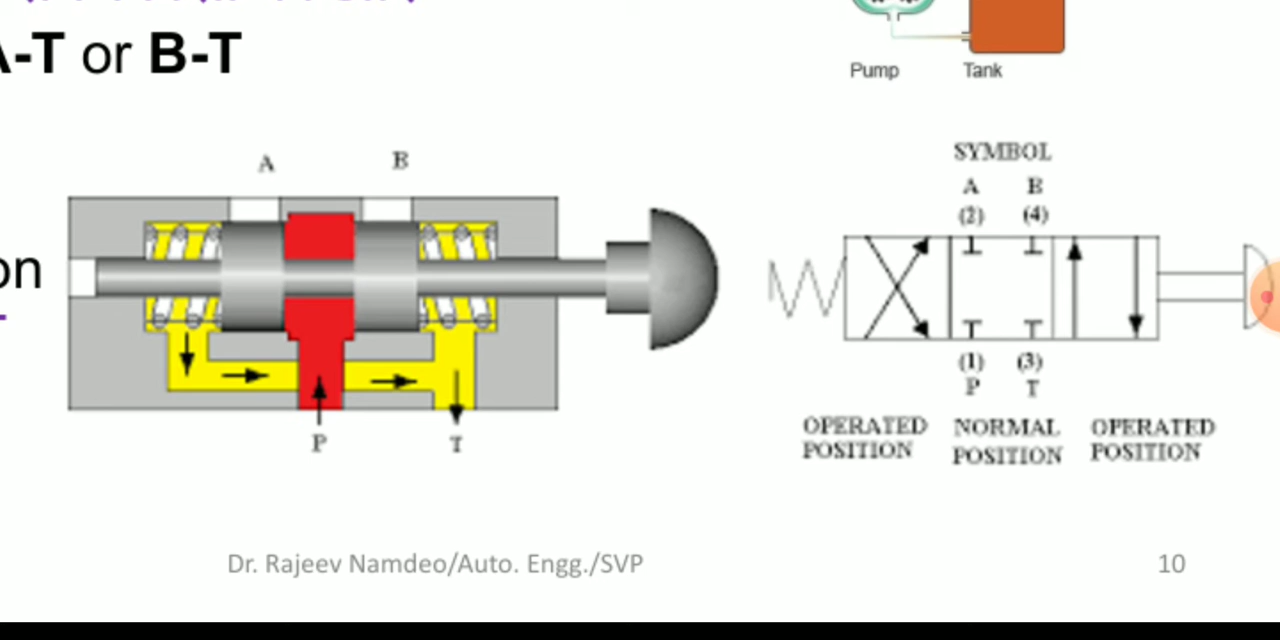 A-T or B-T
Pump
Tank
on
A
B
P
T
SYMBOL
A B
(2) (4)
(1) (3)
P T
OPERATED POSITION
NORMAL POSITION
OPERATED POSITION
Dr. Rajeev Namdeo/Auto. Engg./SVP
10